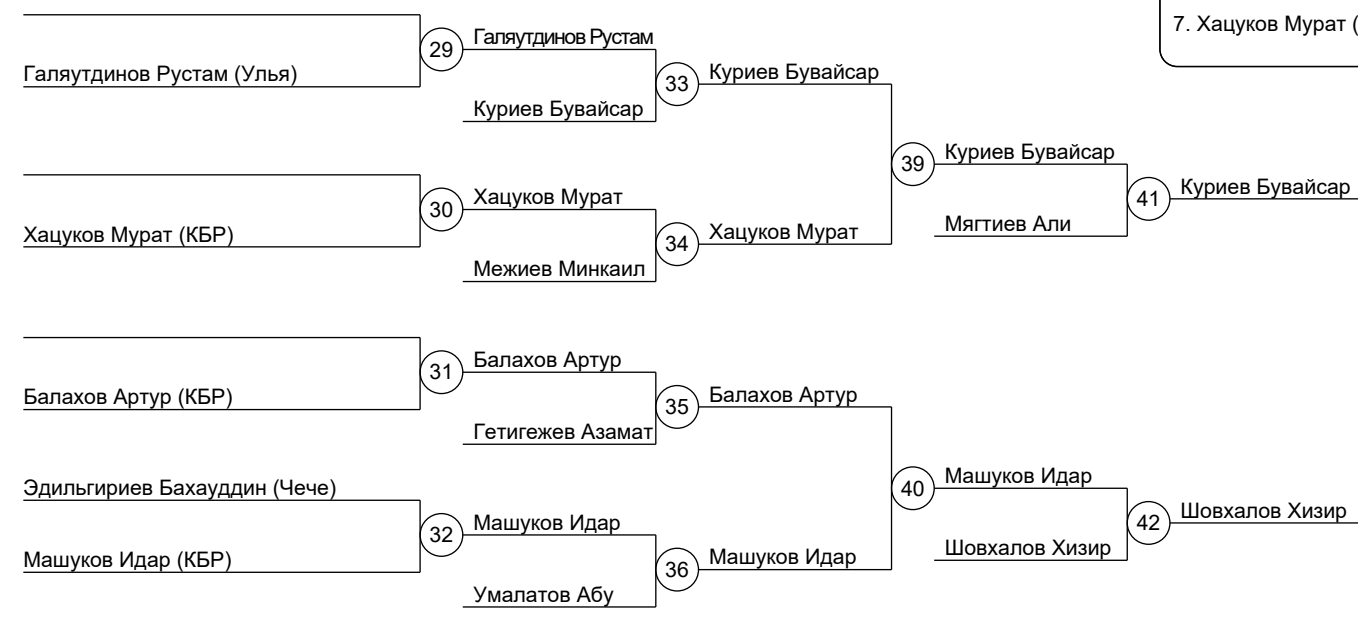 7. Хацуков Мурат (
29
Галяутдинов Рустам
Галяутдинов Рустам (Улья)
33
Куриев Бувайсар
Куриев Бувайсар
39
Куриев Бувайсар
41
Куриев Бувайсар
30
Хацуков Мурат
Хацуков Мурат (КБР)
34
Хацуков Мурат
Мягтиев Али
Межиев Минкаил
31
Балахов Артур
Балахов Артур (КБР)
35
Балахов Артур
Гетигежев Азамат
40
Машуков Идар
Эдильгириев Бахауддин (Чече)
42
Шовхалов Хизир
32
Машуков Идар
Машуков Идар (КБР)
36
Машуков Идар
Шовхалов Хизир
Умалатов Абу